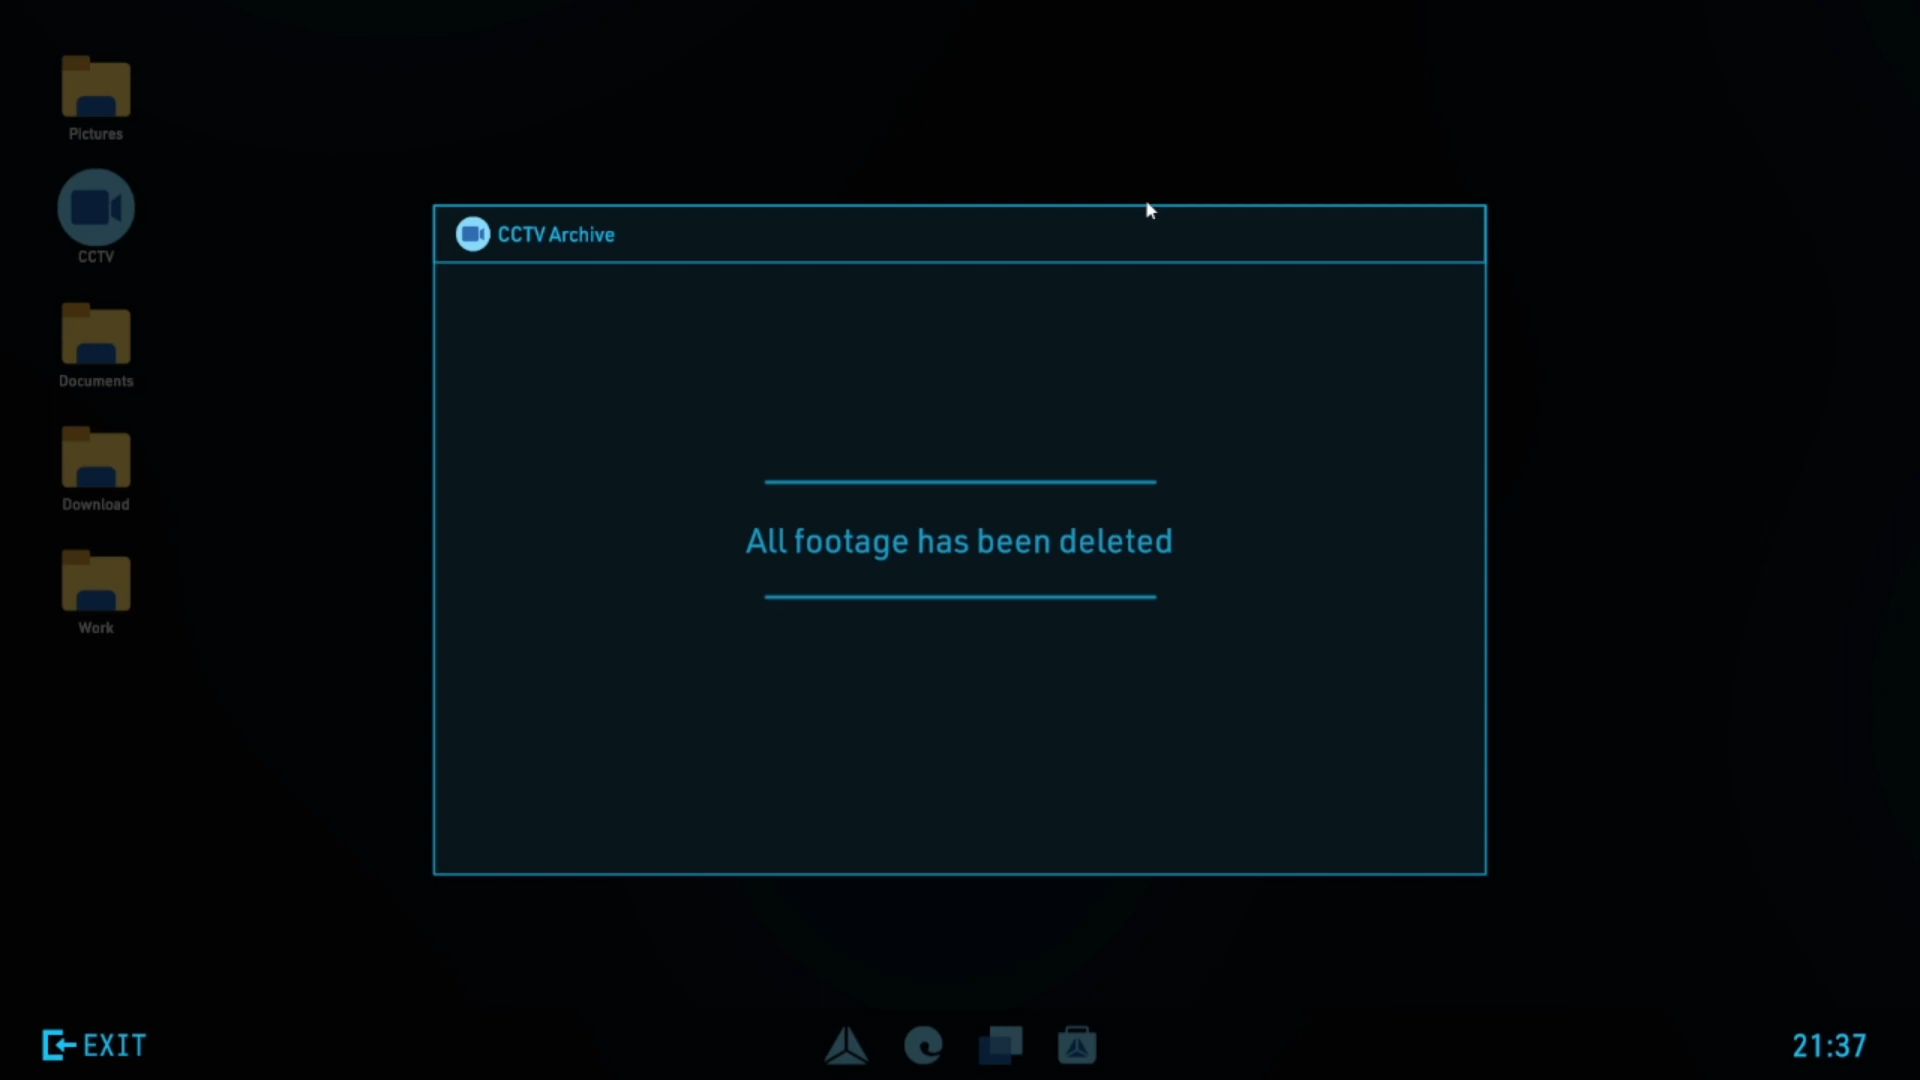 Pictures
CCTV
Documents
Download
Work
CCTV Archive
All footage has been deleted
EXIT
21:37